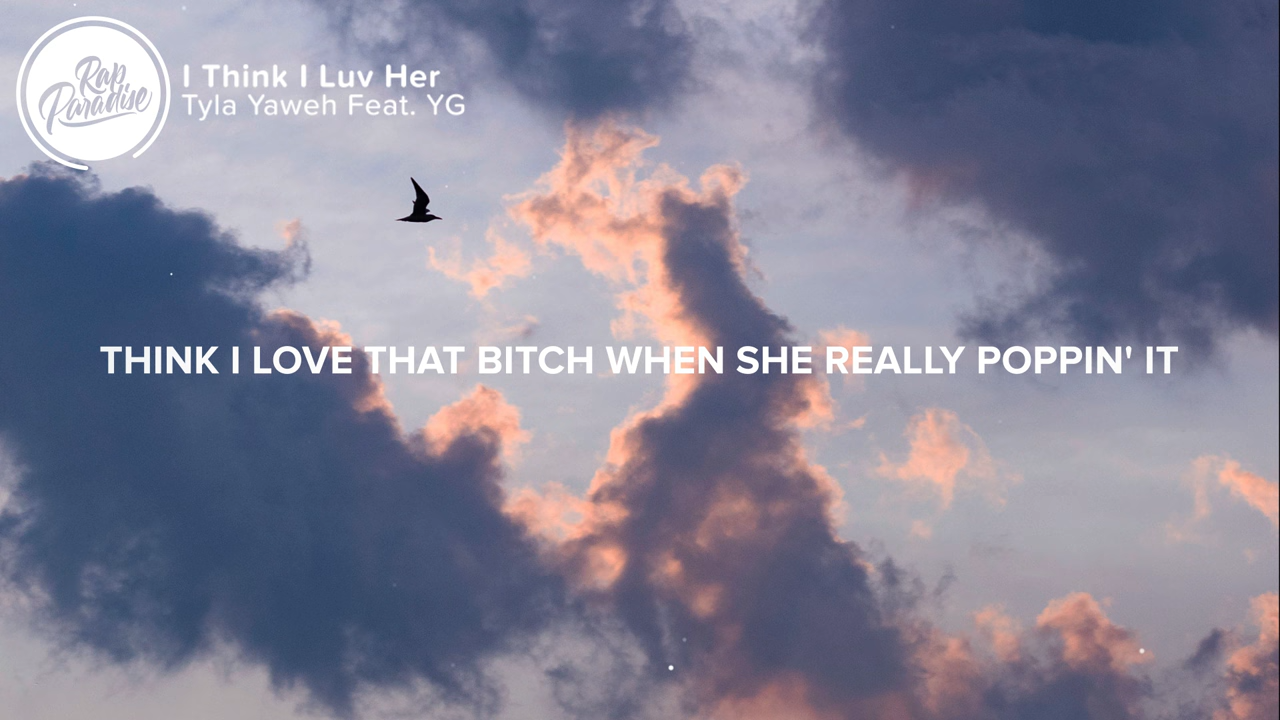 Rap
Paradise
I Think I Luv Her
Tyla Yaweh Feat. YG
THINK I LOVE THAT BITCH WHEN SHE REALLY POPPIN' IT